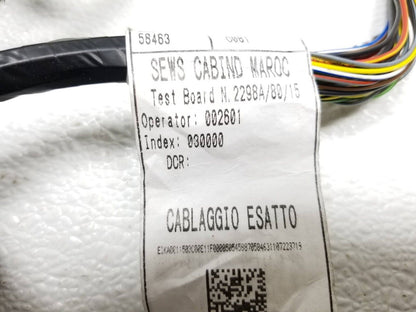 58463
SEWS CABIND MAROC
Test Board N.2298A/00/15
Operator: 002601
Index: 030000
DCR:
CABLAGGIO ESATTO